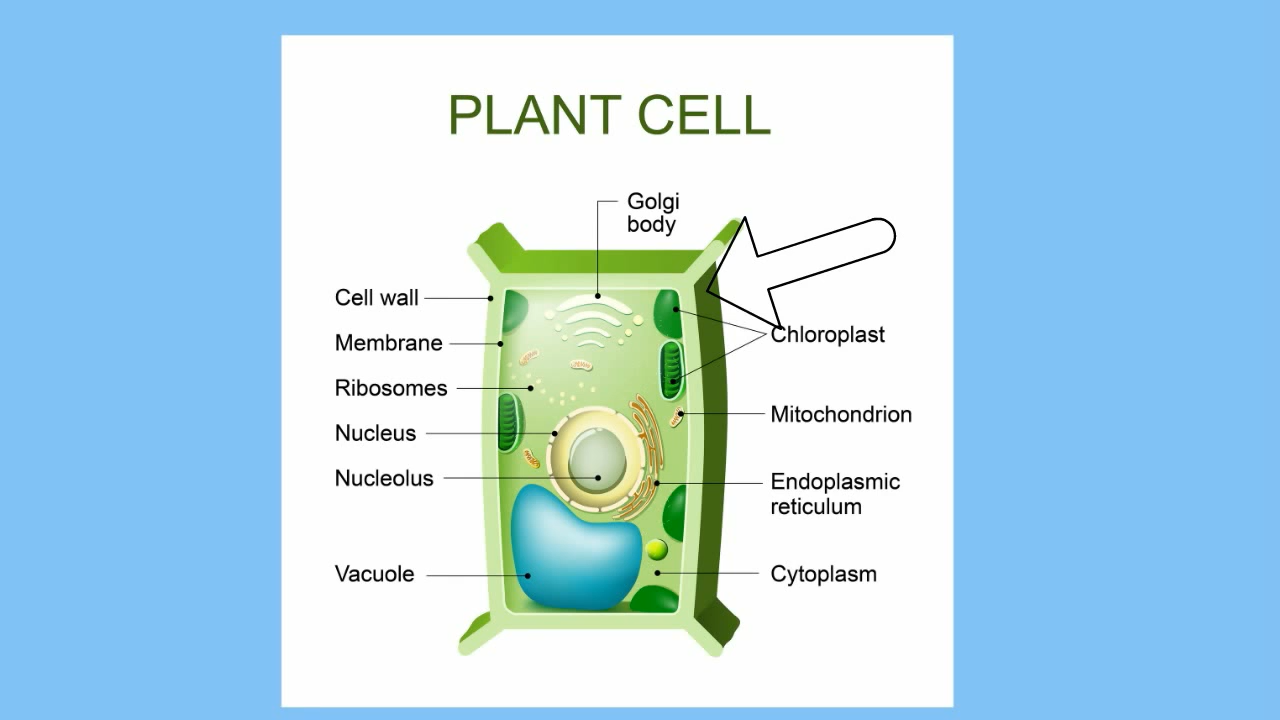 PLANT CELL
Golgi
body
Cell wall
Membrane
Ribosomes
Nucleus
Nucleolus
Vacuole
Chloroplast
Mitochondrion
Endoplasmic
reticulum
Cytoplasm